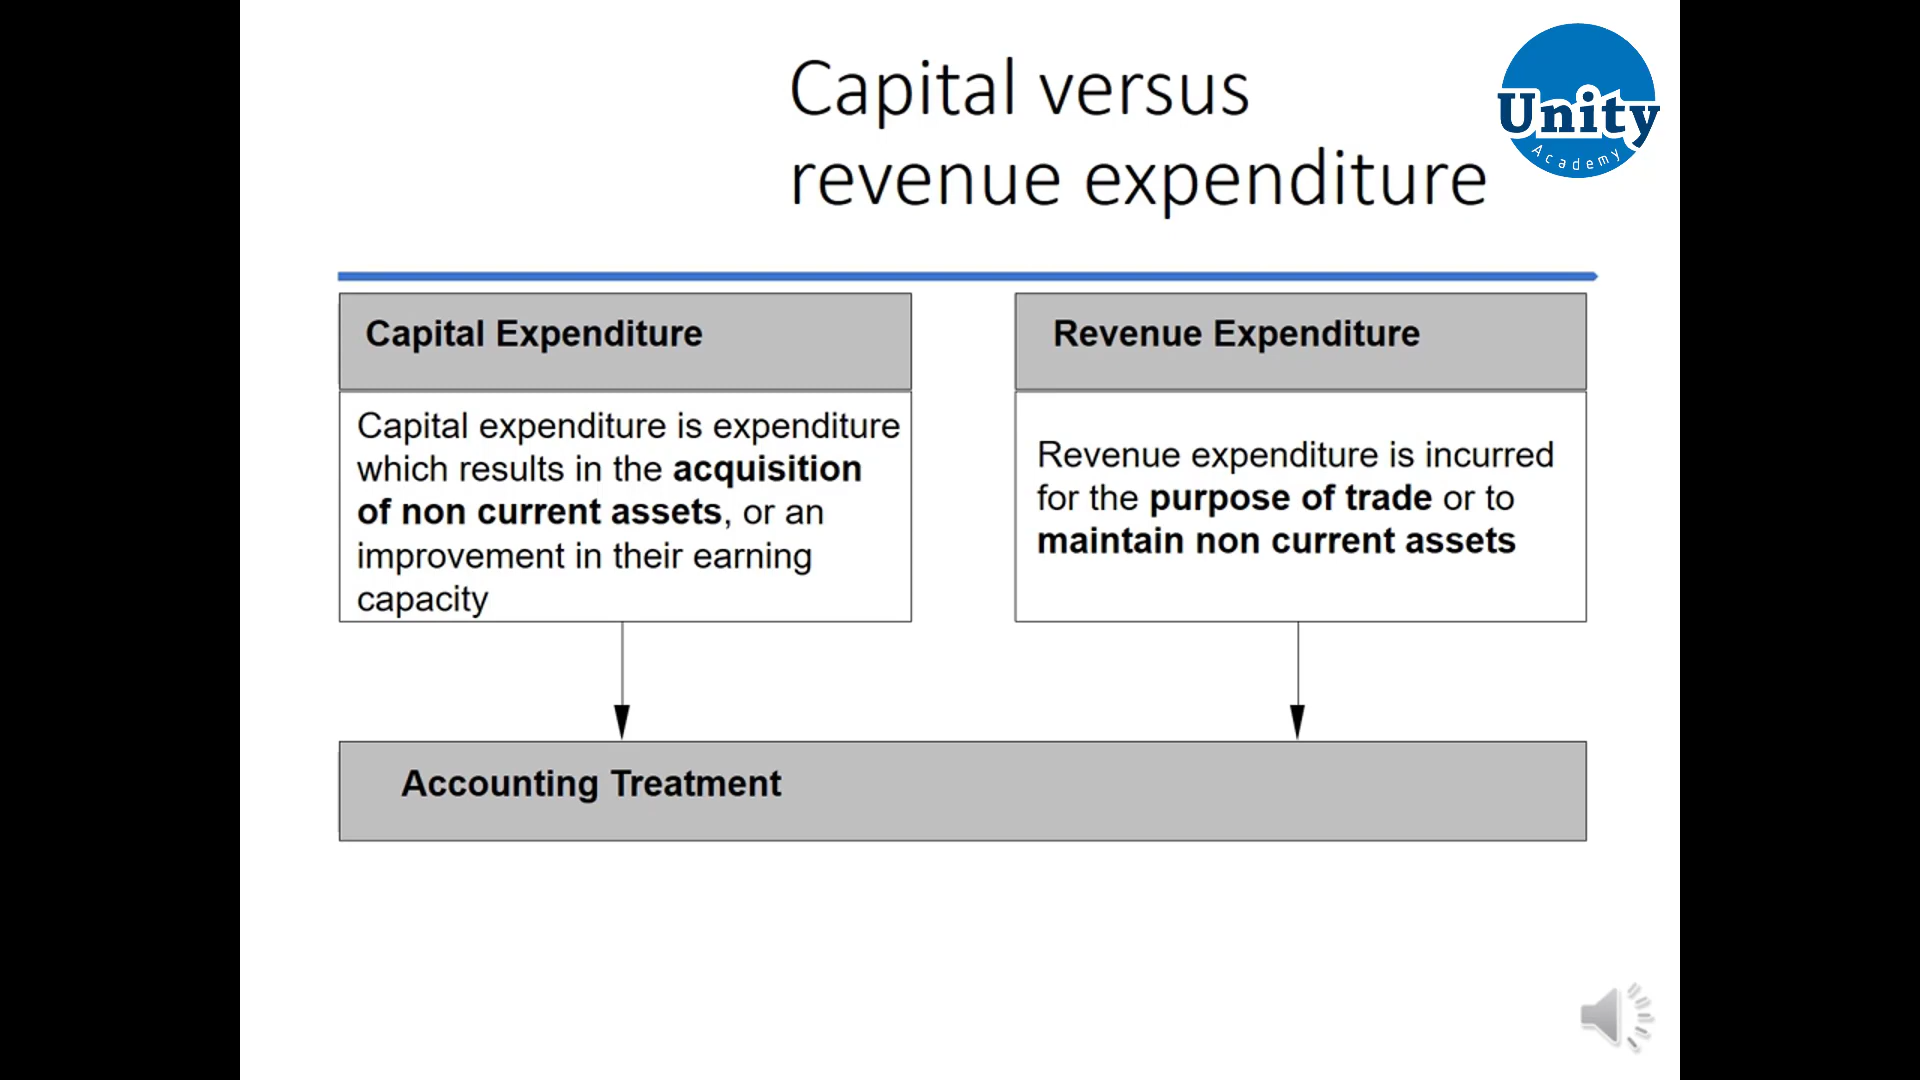 Capital versus
revenue expenditure
Unity
Academy
Capital Expenditure
Capital expenditure is expenditure
which results in the acquisition
of non current assets, or an
improvement in their earning
capacity
Revenue Expenditure
Revenue expenditure is incurred
for the purpose of trade or to
maintain non current assets
Accounting Treatment